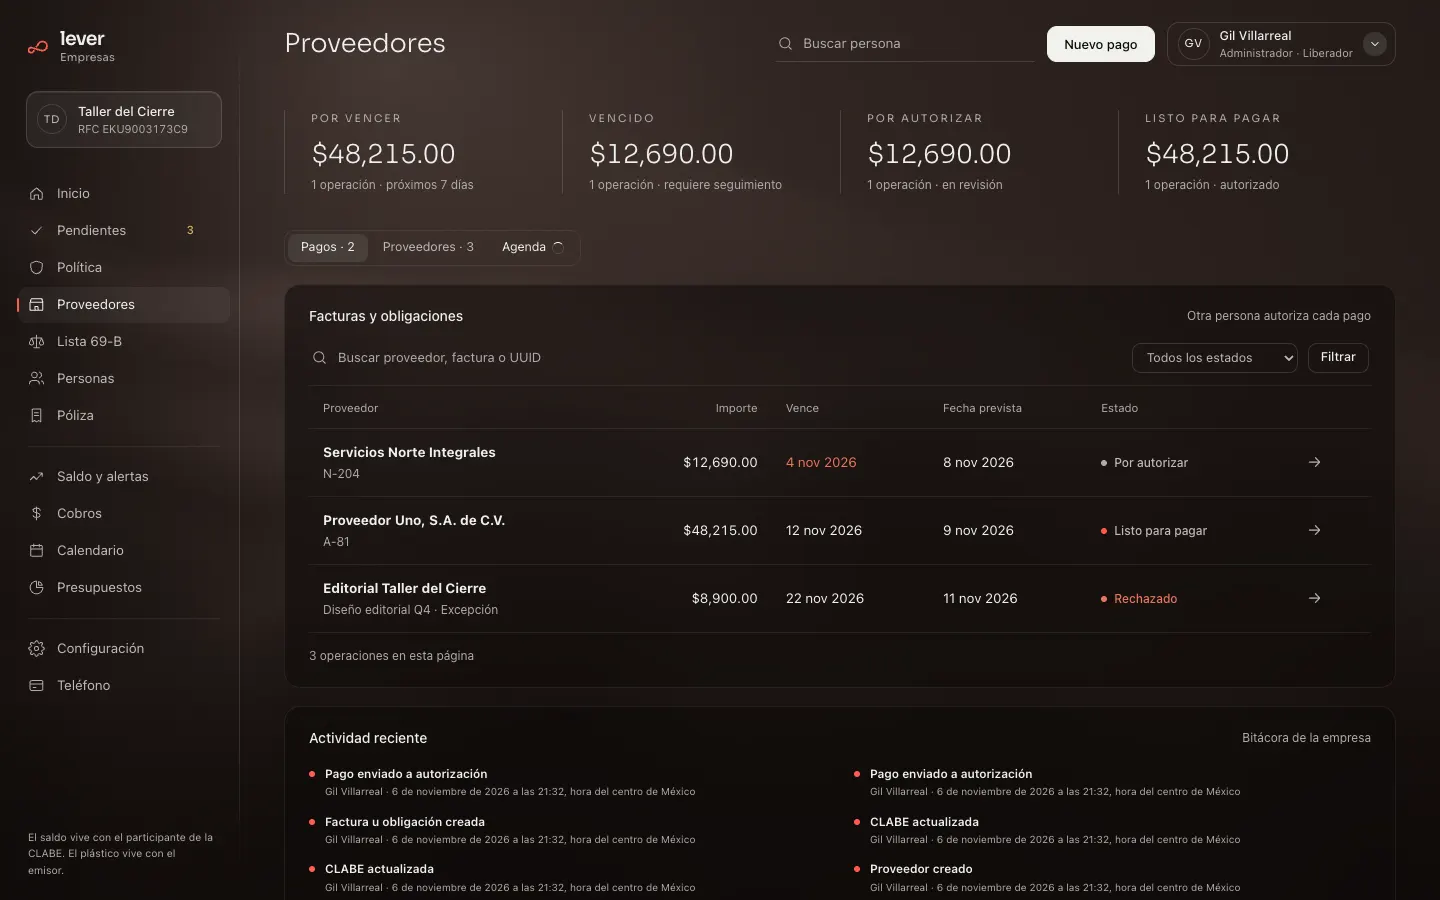 lever
Empresas
TD
Taller del Cierre
RFC EKU9003173C9
Inicio
Pendientes 3
Política
Proveedores
Lista 69-B
Personas
Póliza
Saldo y alertas
Cobros
Calendario
Presupuestos
Configuración
Teléfono
El saldo vive con el participante de la
CLABE. El plástico vive con el
emisor.
Proveedores
Buscar persona
Nuevo pago
GV
Gil Villarreal
Administrador · Liberador
POR VENCER
$48,215.00
1 operación · próximos 7 días
VENCIDO
$12,690.00
1 operación · requiere seguimiento
POR AUTORIZAR
$12,690.00
1 operación · en revisión
LISTO PARA PAGAR
$48,215.00
1 operación · autorizado
Pagos · 2 Proveedores · 3 Agenda
Facturas y obligaciones Otra persona autoriza cada pago
Buscar proveedor, factura o UUID Todos los estados Filtrar
Proveedor Importe Vence Fecha prevista Estado
Servicios Norte Integrales
N-204
$12,690.00 4 nov 2026 8 nov 2026 Por autorizar
Proveedor Uno, S.A. de C.V.
A-81
$48,215.00 12 nov 2026 9 nov 2026 Listo para pagar
Editorial Taller del Cierre
Diseño editorial Q4 · Excepción
$8,900.00 22 nov 2026 11 nov 2026 Rechazado
3 operaciones en esta página
Actividad reciente Bitácora de la empresa
Pago enviado a autorización
Gil Villarreal · 6 de noviembre de 2026 a las 21:32, hora del centro de México
Pago enviado a autorización
Gil Villarreal · 6 de noviembre de 2026 a las 21:32, hora del centro de México
Factura u obligación creada
Gil Villarreal · 6 de noviembre de 2026 a las 21:32, hora del centro de México
CLABE actualizada
Gil Villarreal · 6 de noviembre de 2026 a las 21:32, hora del centro de México
CLABE actualizada
Gil Villarreal · 6 de noviembre de 2026 a las 21:32, hora del centro de México
Proveedor creado
Gil Villarreal · 6 de noviembre de 2026 a las 21:32, hora del centro de México